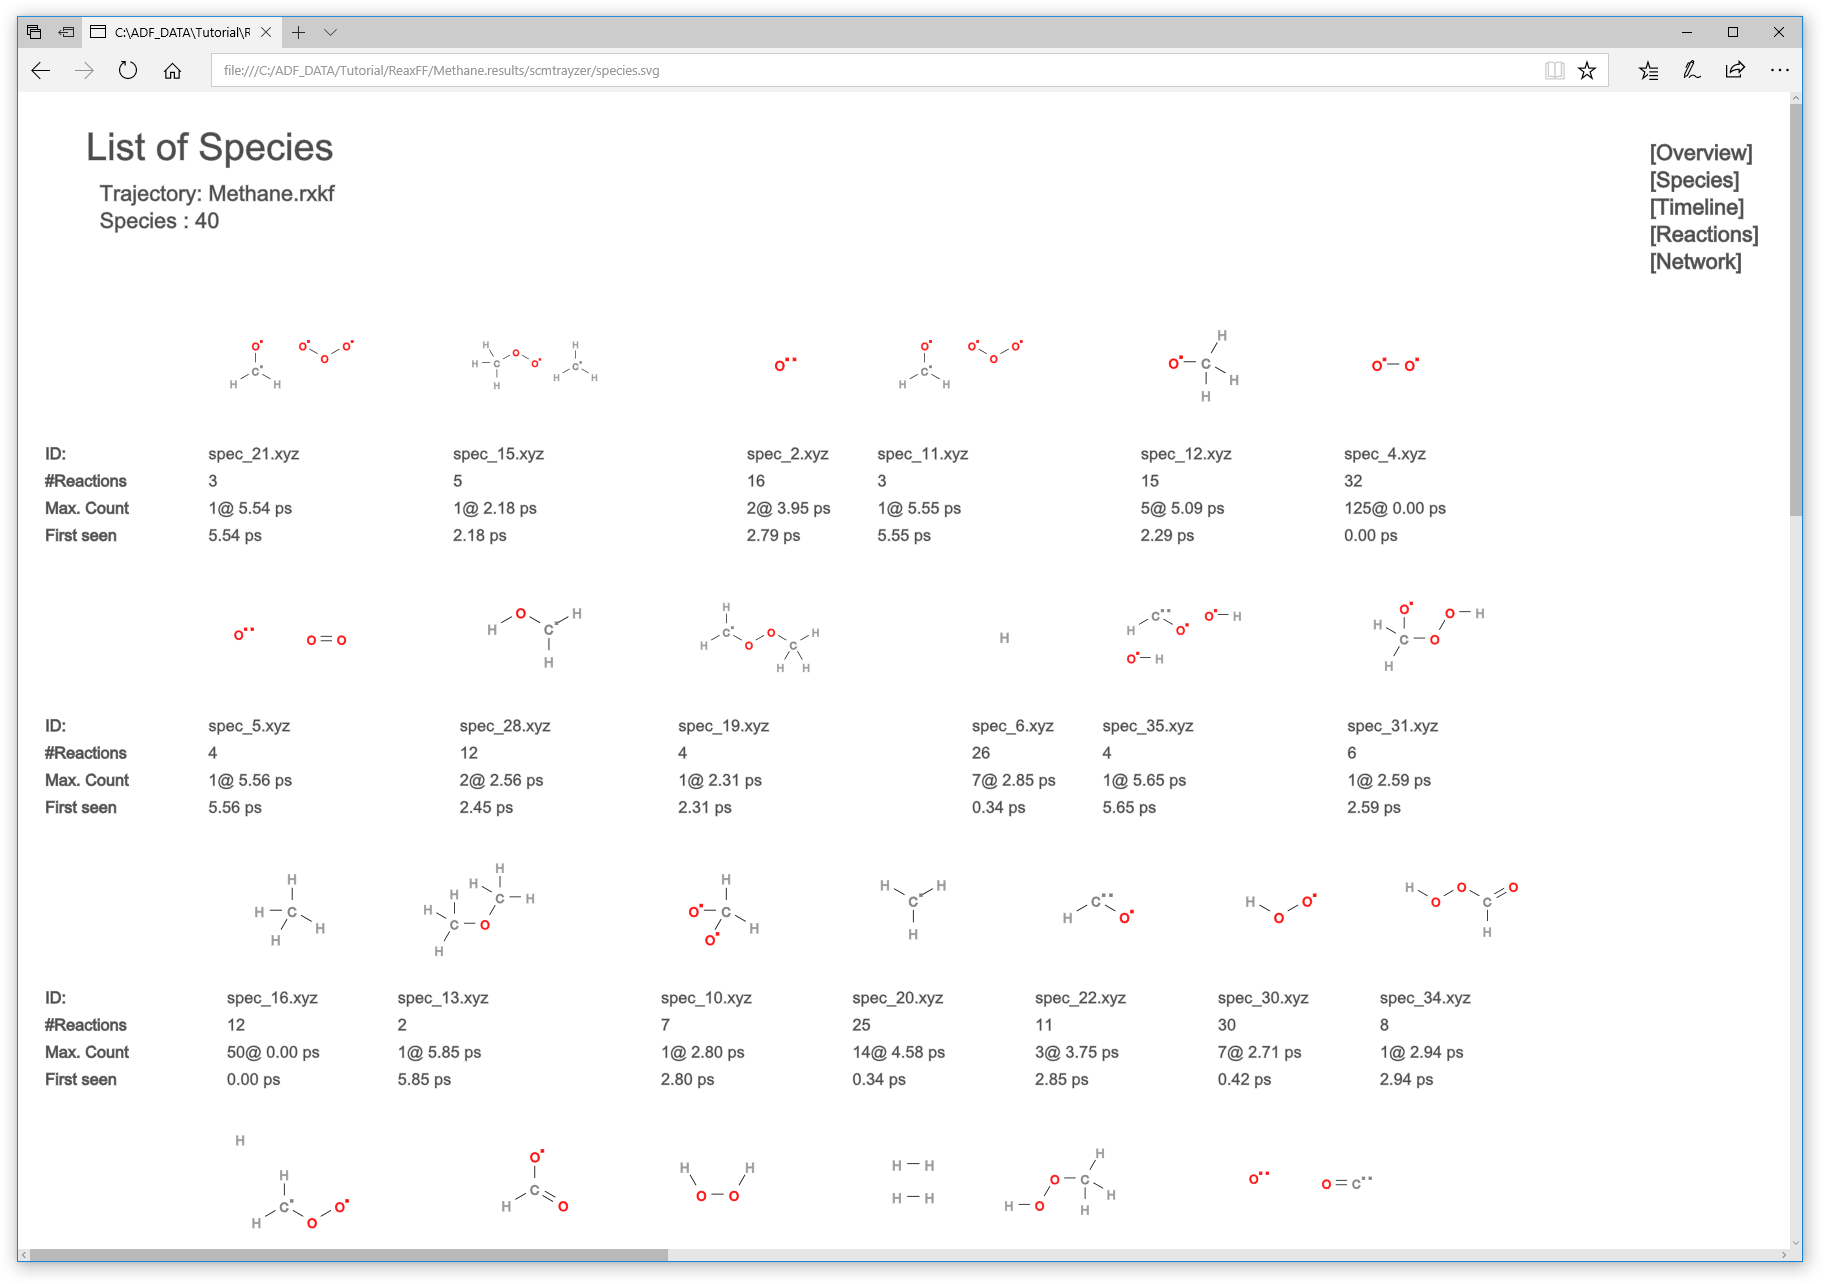 C:\ADF_DATA\Tutorial\R
file:///C:/ADF_DATA/Tutorial/ReaxFF/Methane.results/scmtrayzer/species.svg
List of Species
Trajectory: Methane.rxkf
Species : 40
[Overview]
[Species]
[Timeline]
[Reactions]
[Network]
ID: spec_21.xyz spec_15.xyz spec_2.xyz spec_11.xyz spec_12.xyz spec_4.xyz
#Reactions 3 5 16 3 15 32
Max. Count 1@ 5.54 ps 1@ 2.18 ps 2@ 3.95 ps 1@ 5.55 ps 5@ 5.09 ps 125@ 0.00 ps
First seen 5.54 ps 2.18 ps 2.79 ps 5.55 ps 2.29 ps 0.00 ps
ID: spec_5.xyz spec_28.xyz spec_19.xyz spec_6.xyz spec_35.xyz spec_31.xyz
#Reactions 4 12 4 26 4 6
Max. Count 1@ 5.56 ps 2@ 2.56 ps 1@ 2.31 ps 7@ 2.85 ps 1@ 5.65 ps 1@ 2.59 ps
First seen 5.56 ps 2.45 ps 2.31 ps 0.34 ps 5.65 ps 2.59 ps
ID: spec_16.xyz spec_13.xyz spec_10.xyz spec_20.xyz spec_22.xyz spec_30.xyz spec_34.xyz
#Reactions 12 2 7 25 11 30 8
Max. Count 50@ 0.00 ps 1@ 5.85 ps 1@ 2.80 ps 14@ 4.58 ps 3@ 3.75 ps 7@ 2.71 ps 1@ 2.94 ps
First seen 0.00 ps 5.85 ps 2.80 ps 0.34 ps 2.85 ps 0.42 ps 2.94 ps